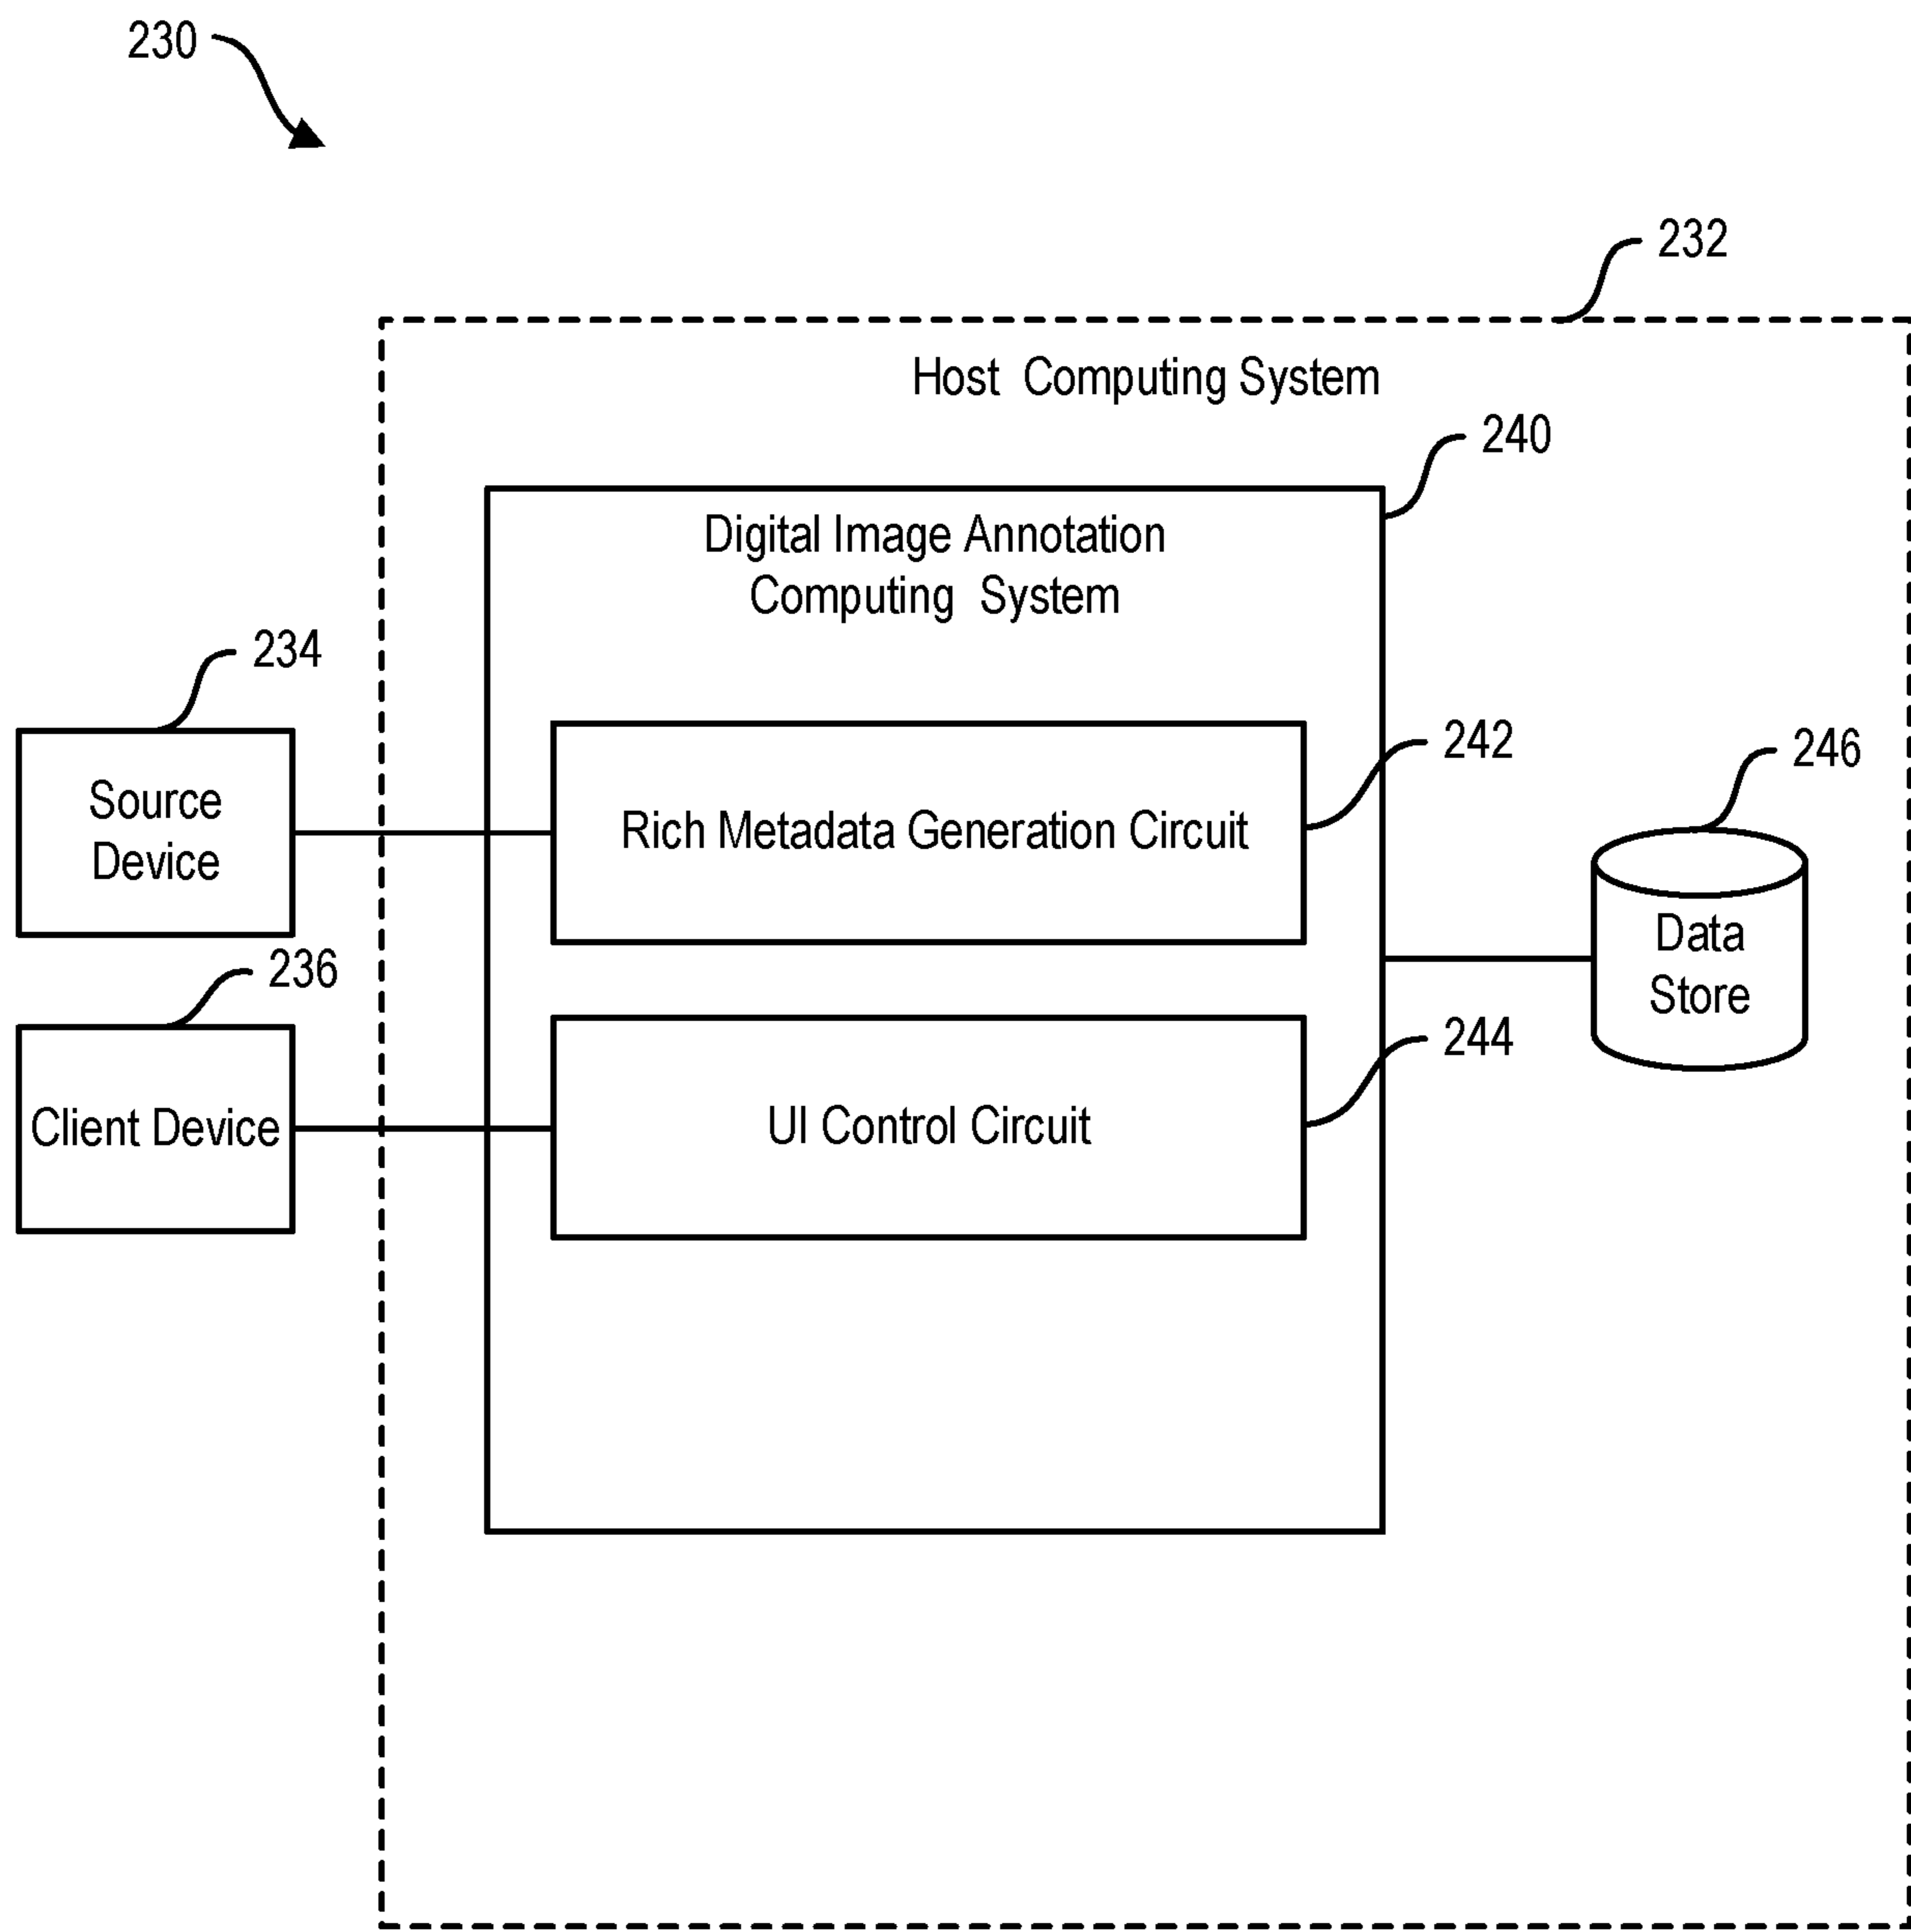 230
232
Host Computing System
240
Digital Image Annotation
Computing System
234
242
246
Source
Device
Rich Metadata Generation Circuit
Data
Store
236
244
Client Device
UI Control Circuit